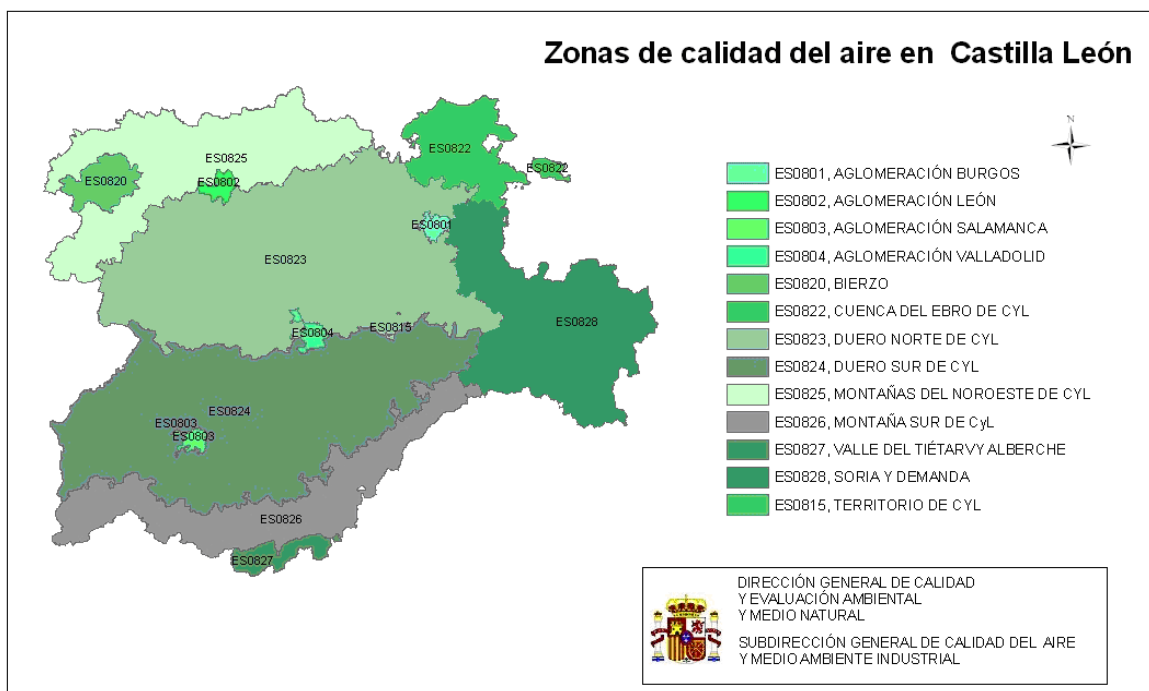 Zonas de calidad del aire en Castilla León
N
ES0822
ES0825
ES0822
ES0820
ES0802
ES0801
ES0823
ES0815
ES0804
ES0828
ES0824
ES0803
ES0803
ES0826
ES0827
ES0801, AGLOMERACIÓN BURGOS
ES0802, AGLOMERACIÓN LEÓN
ES0803, AGLOMERACIÓN SALAMANCA
ES0804, AGLOMERACIÓN VALLADOLID
ES0820, BIERZO
ES0822, CUENCA DEL EBRO DE CYL
ES0823, DUERO NORTE DE CYL
ES0824, DUERO SUR DE CYL
ES0825, MONTAÑAS DEL NOROESTE DE CYL
ES0826, MONTAÑA SUR DE CyL
ES0827, VALLE DEL TIÉTARVY ALBERCHE
ES0828, SORIA Y DEMANDA
ES0815, TERRITORIO DE CYL
DIRECCIÓN GENERAL DE CALIDAD
Y EVALUACIÓN AMBIENTAL
Y MEDIO NATURAL
SUBDIRECCIÓN GENERAL DE CALIDAD DEL AIRE
Y MEDIO AMBIENTE INDUSTRIAL